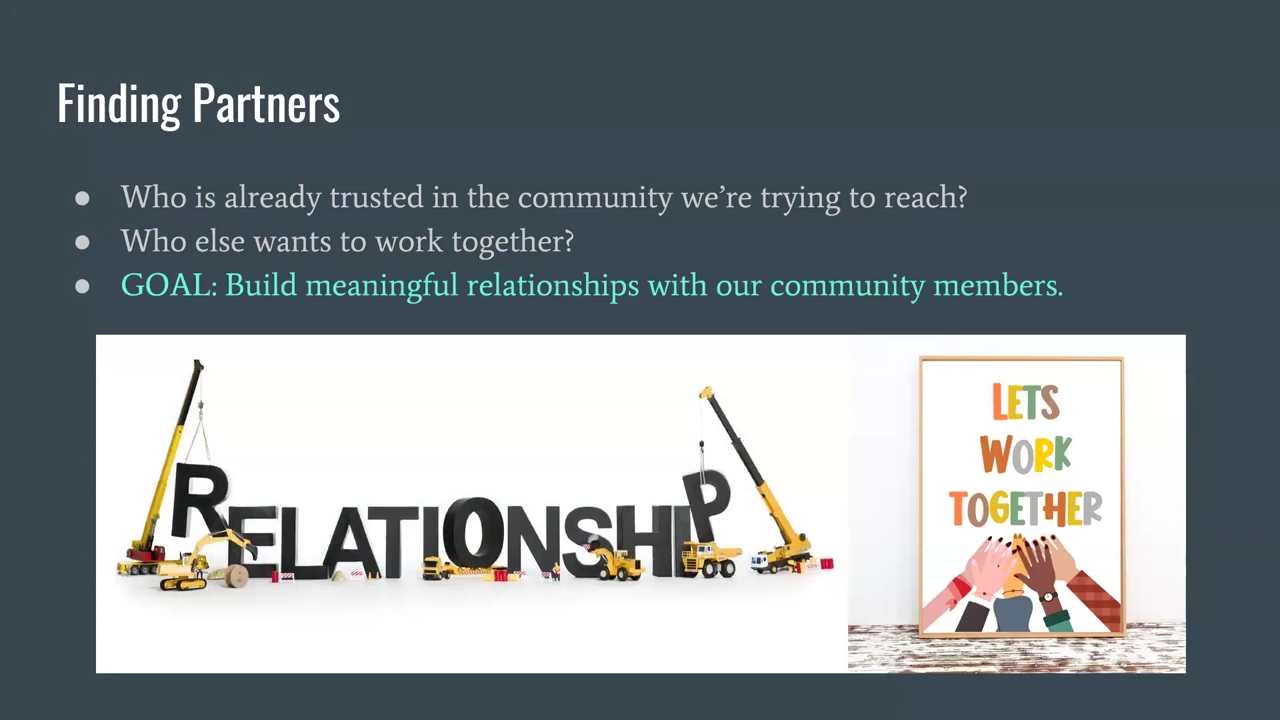 Finding Partners
● Who is already trusted in the community we’re trying to reach?
● Who else wants to work together?
● GOAL: Build meaningful relationships with our community members.
RELATIONSHIP
LETS
WORK
TOGETHER